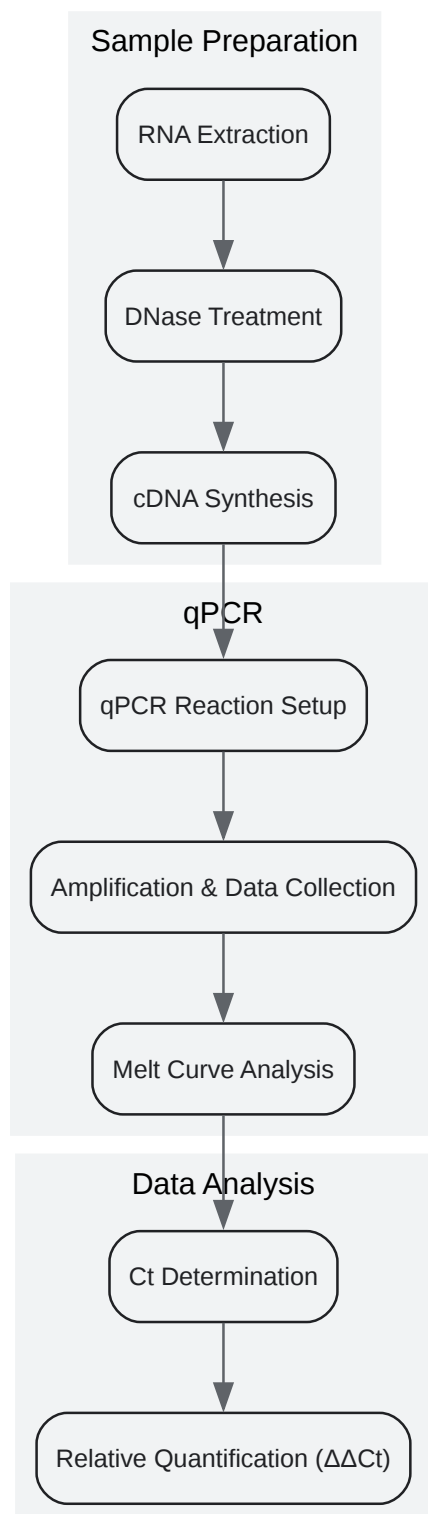 Sample Preparation
RNA Extraction
DNase Treatment
cDNA Synthesis
qPCR
qPCR Reaction Setup
Amplification & Data Collection
Melt Curve Analysis
Data Analysis
Ct Determination
Relative Quantification (ΔΔCt)